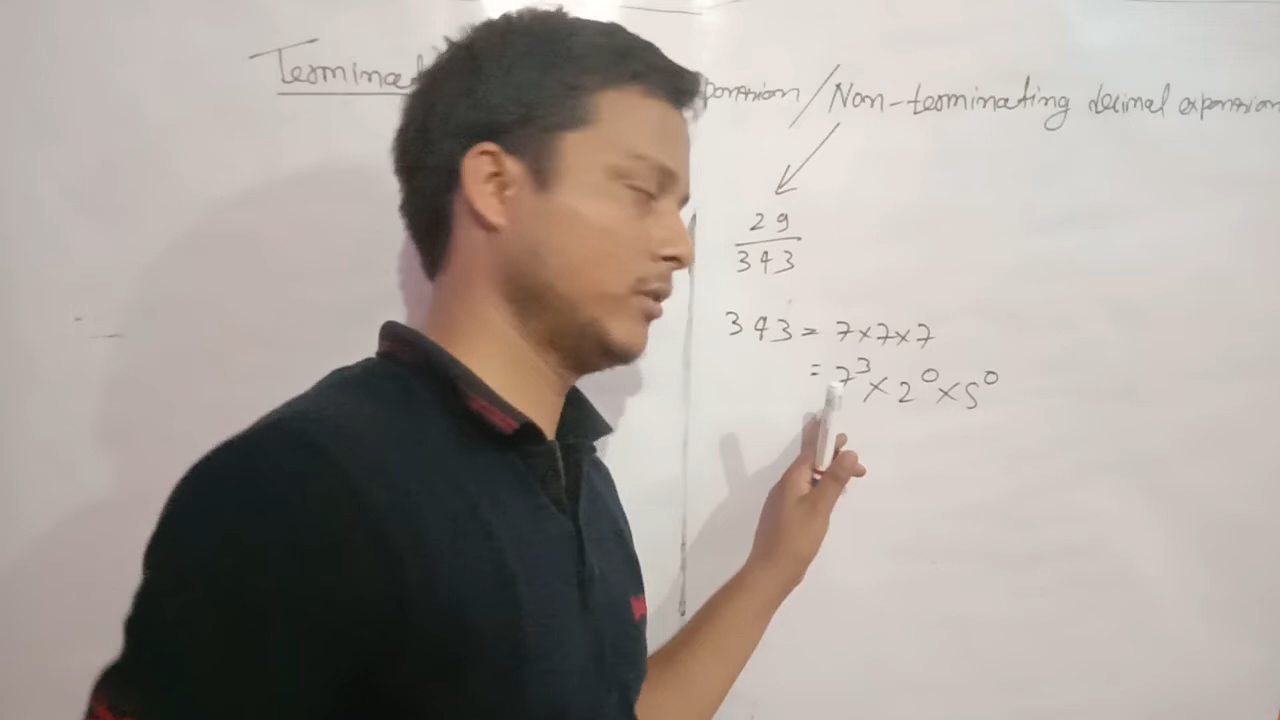 Terminat pansion / Non-terminating decimal expansion
29
343
343 = 7×7×7
= 7³ × 2⁰ × 5⁰